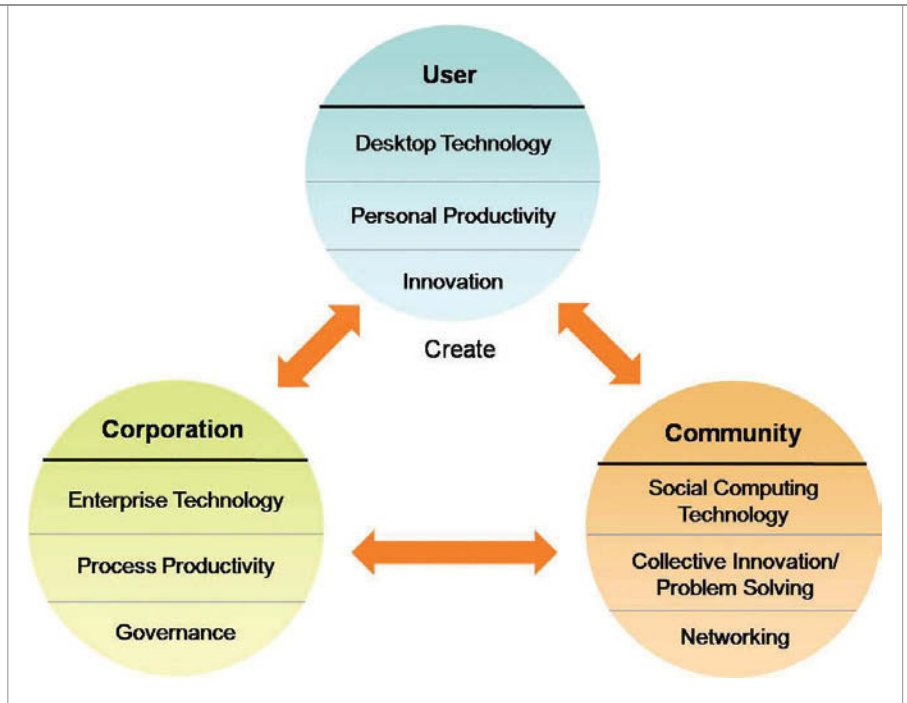 User
Desktop Technology
Personal Productivity
Innovation
Create
Corporation
Enterprise Technology
Process Productivity
Governance
Community
Social Computing
Technology
Collective Innovation/
Problem Solving
Networking